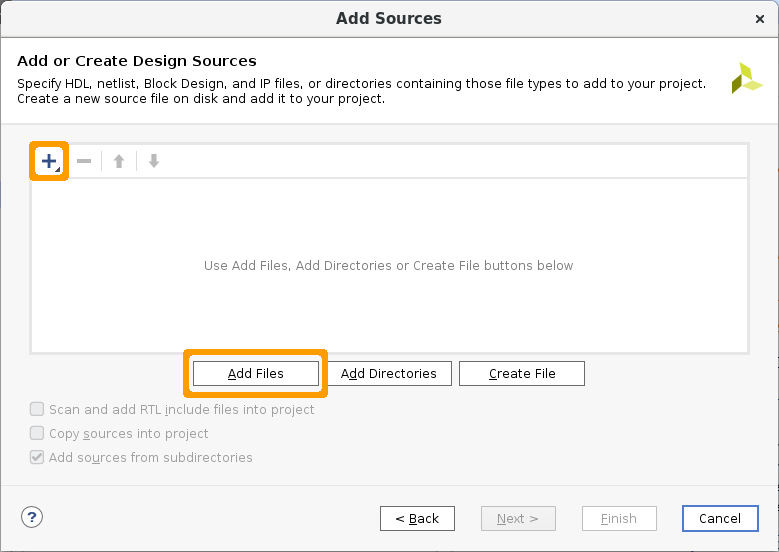 Add Sources
Add or Create Design Sources
Specify HDL, netlist, Block Design, and IP files, or directories containing those file types to add to your project.
Create a new source file on disk and add it to your project.
Use Add Files, Add Directories or Create File buttons below
Add Files
Add Directories
Create File
Scan and add RTL include files into project
Copy sources into project
Add sources from subdirectories
?
< Back
Next >
Finish
Cancel